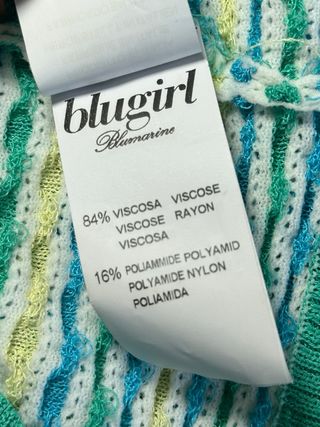 blugirl
Blumarine
84% VISCOSA VISCOSE
VISCOSE RAYON
VISCOSA
16% POLIAMMIDE POLYAMID
POLYAMIDE NYLON
POLIAMIDA